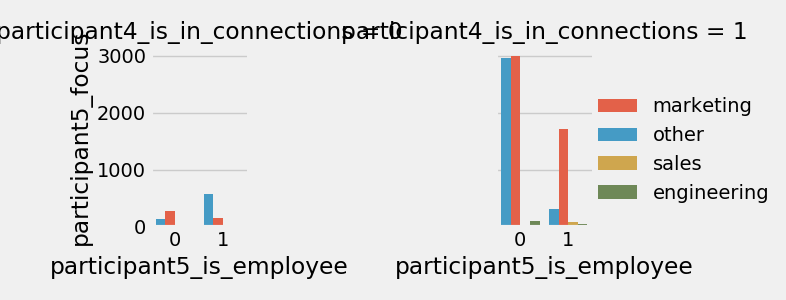 participant4_is_in_connections = 0
participant4_is_in_connections = 1
participant5_focus
3000
2000
1000
0
0 1
0 1
participant5_is_employee
participant5_is_employee
marketing
other
sales
engineering